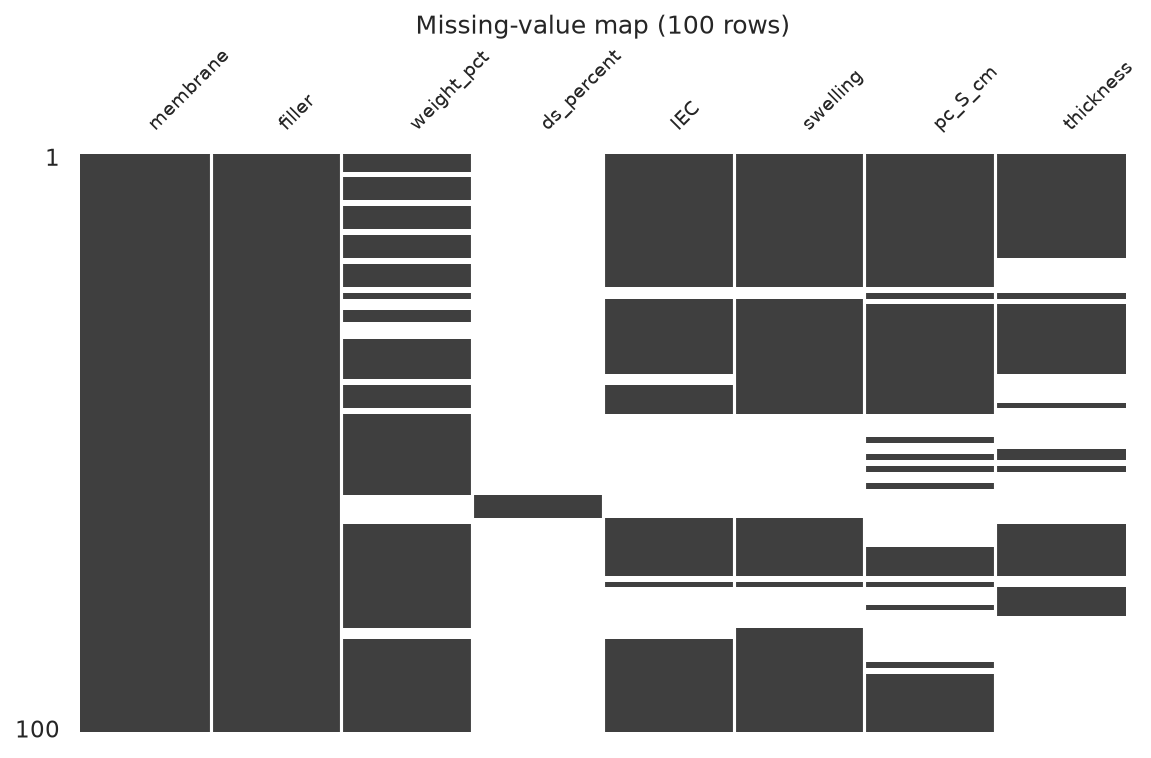 Missing-value map (100 rows)
membrane
filler
weight_pct
ds_percent
IEC
swelling
pc_S_cm
thickness
1
100